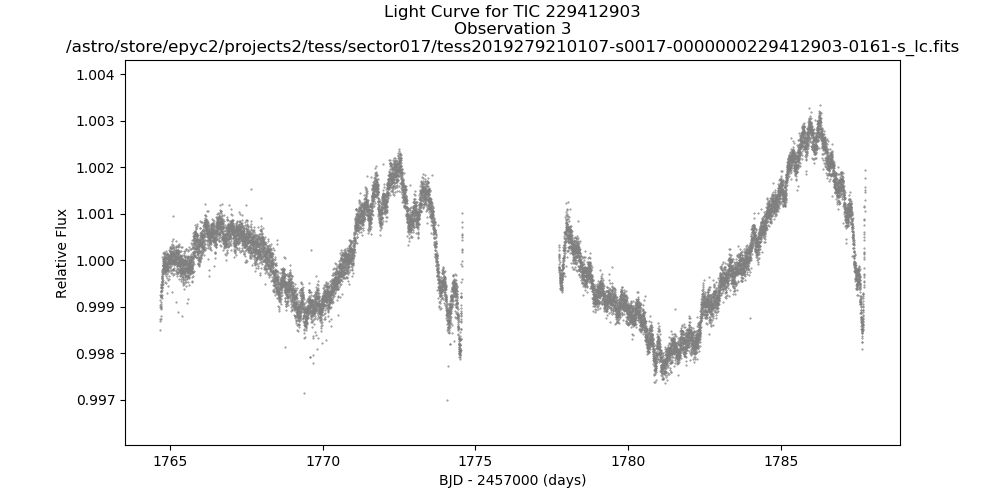 Light Curve for TIC 229412903
Observation 3
/astro/store/epyc2/projects2/tess/sector017/tess2019279210107-s0017-0000000229412903-0161-s_lc.fits
1.004
1.003
1.002
1.001
1.000
0.999
0.998
0.997
Relative Flux
1765
1770
1775
1780
1785
BJD - 2457000 (days)